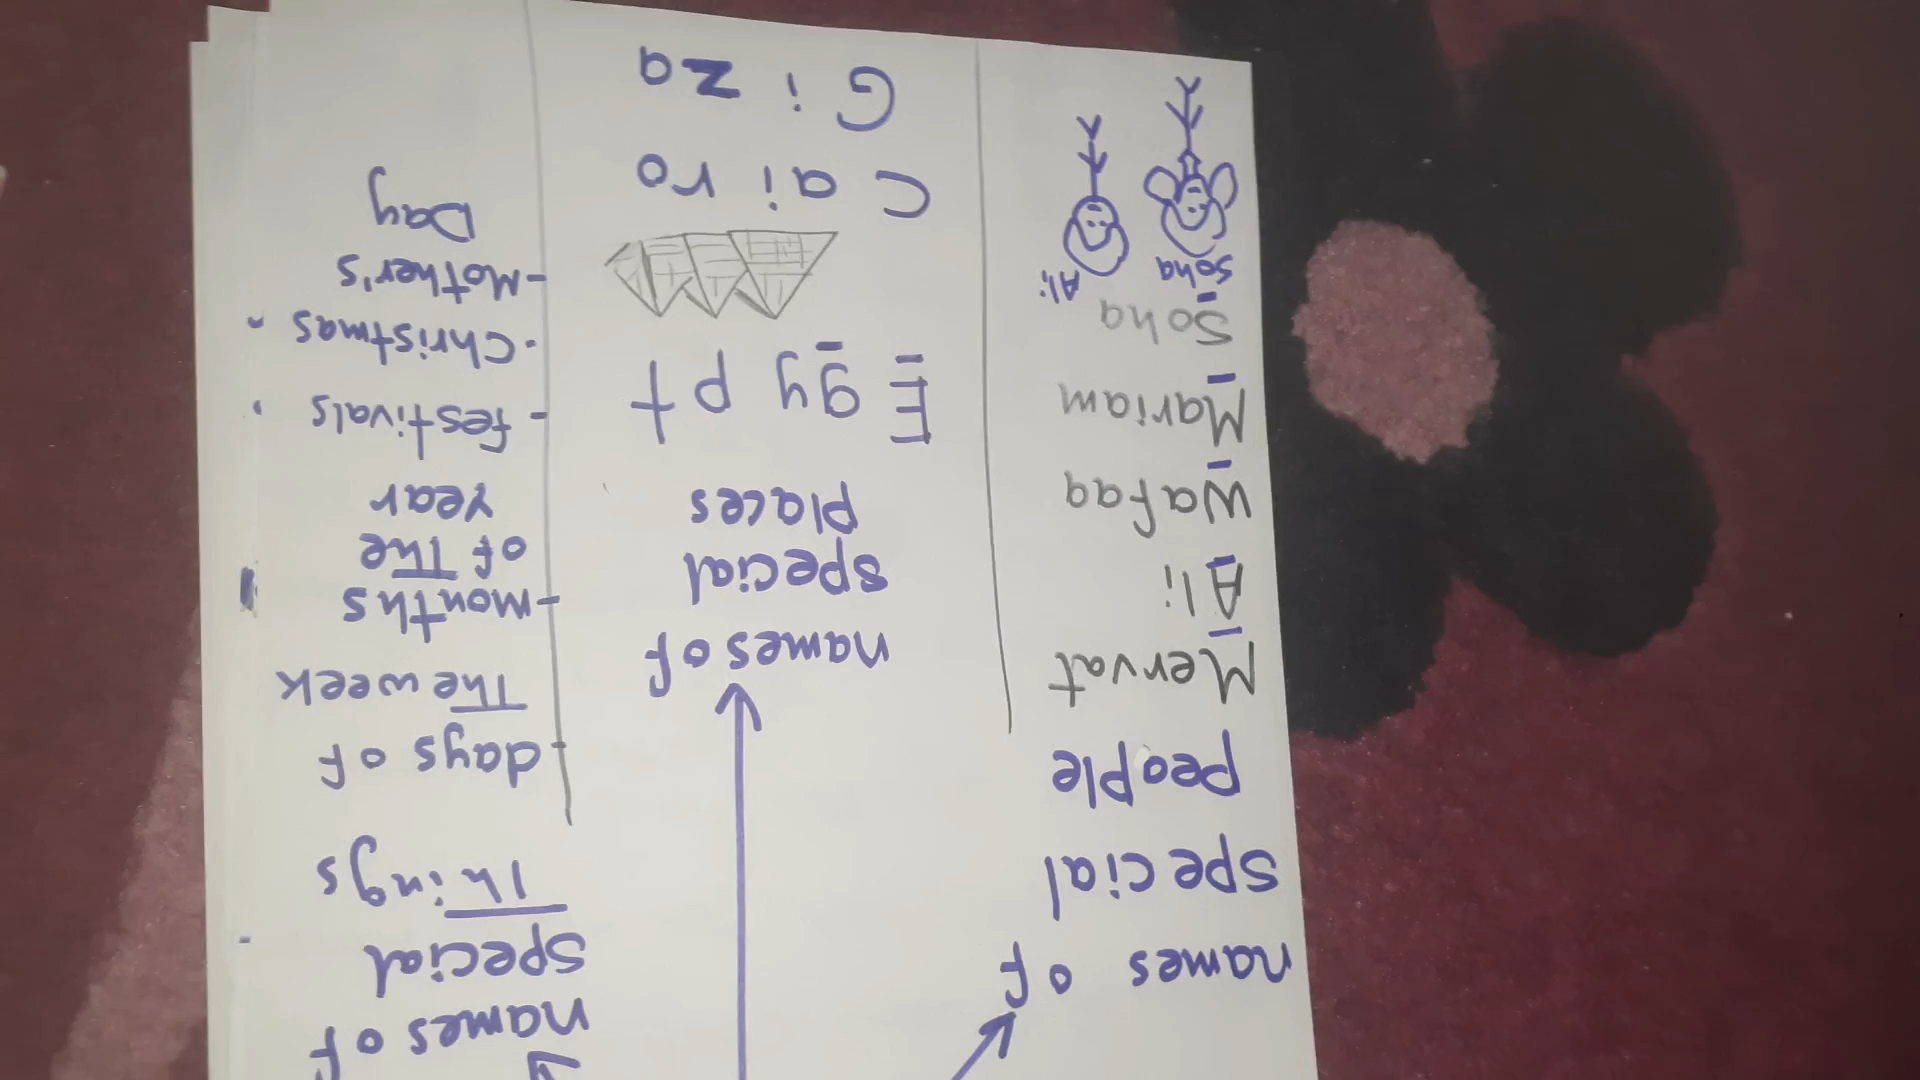 names of
special
people
Mervat
Ali
Wafaa
Mariam
Soha
Ali
Soha
names of
special
places
Egypt
Cairo
Giza
names of
special
Things
-days of
The week
-months
of The
year
- festivals
.Christmas
-Mother's
Day